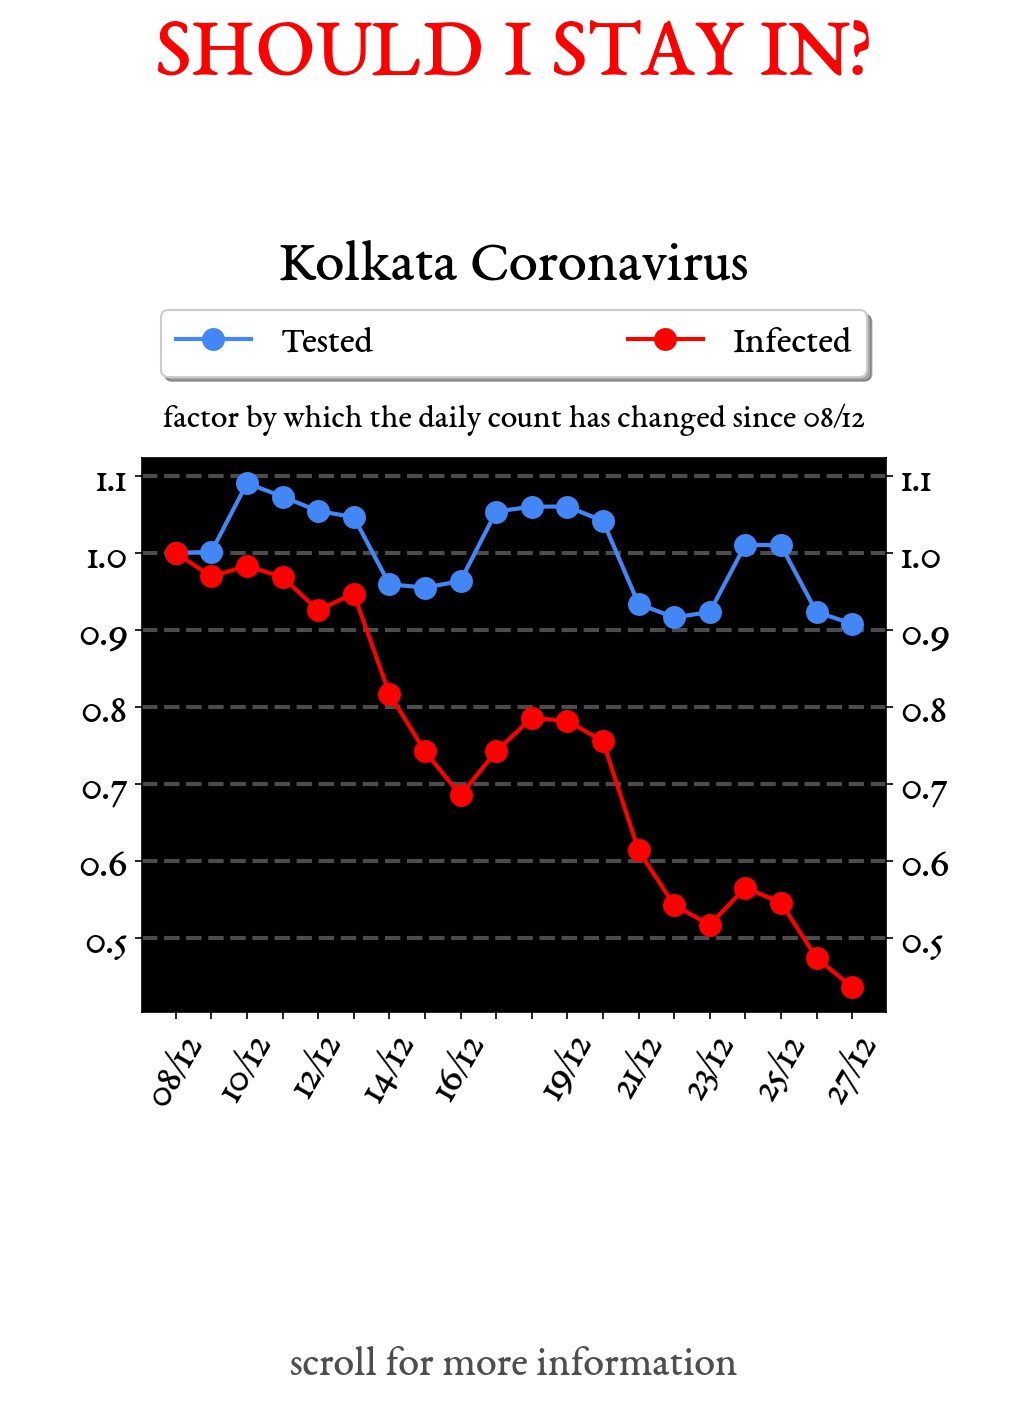 SHOULD I STAY IN?
Kolkata Coronavirus
Tested Infected
factor by which the daily count has changed since 08/12
1.1 1.1
1.0 1.0
0.9 0.9
0.8 0.8
0.7 0.7
0.6 0.6
0.5 0.5
08/12 10/12 12/12 14/12 16/12 19/12 21/12 23/12 25/12 27/12
scroll for more information